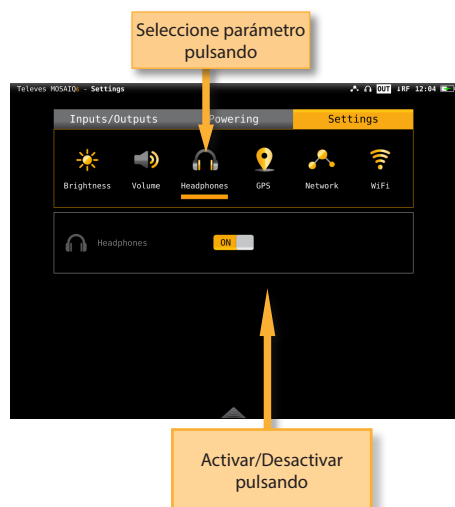 Seleccione parámetro
pulsando
Televes MOSAIQ6 - Settings OUT ↓RF 12:04
Inputs/Outputs Powering Settings
Brightness Volume Headphones GPS Network WiFi
Headphones ON
Activar/Desactivar
pulsando